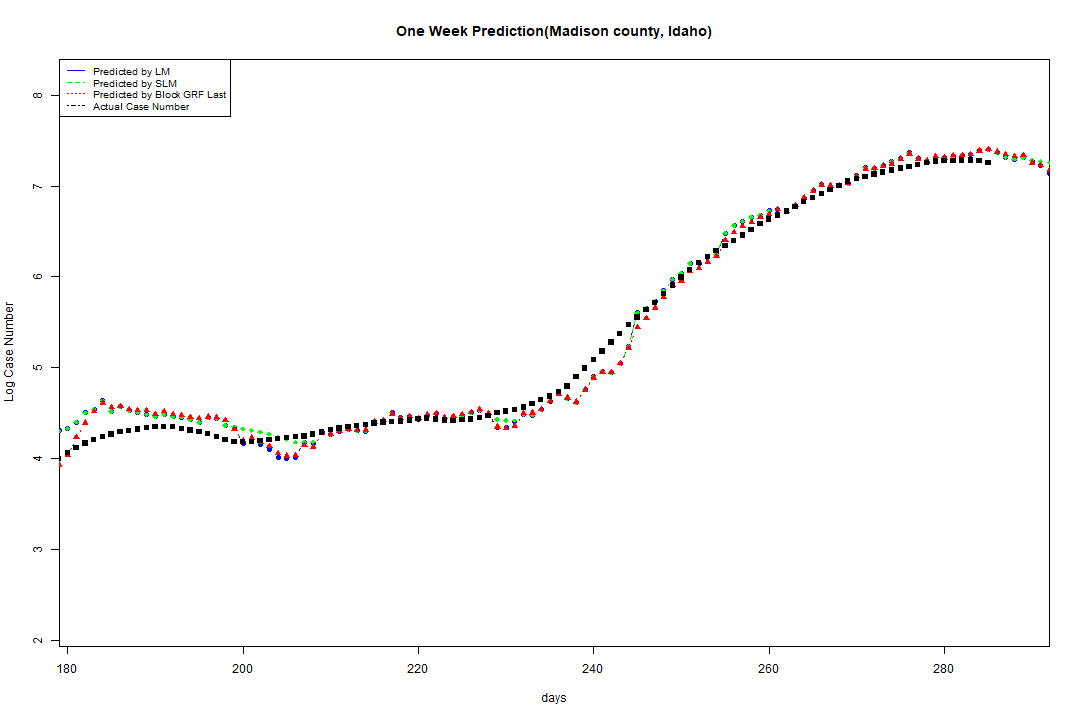 One Week Prediction(Madison county, Idaho)
Predicted by LM
Predicted by SLM
Predicted by Block GRF Last
Actual Case Number
8
7
6
5
4
3
2
Log Case Number
180 200 220 240 260 280
days